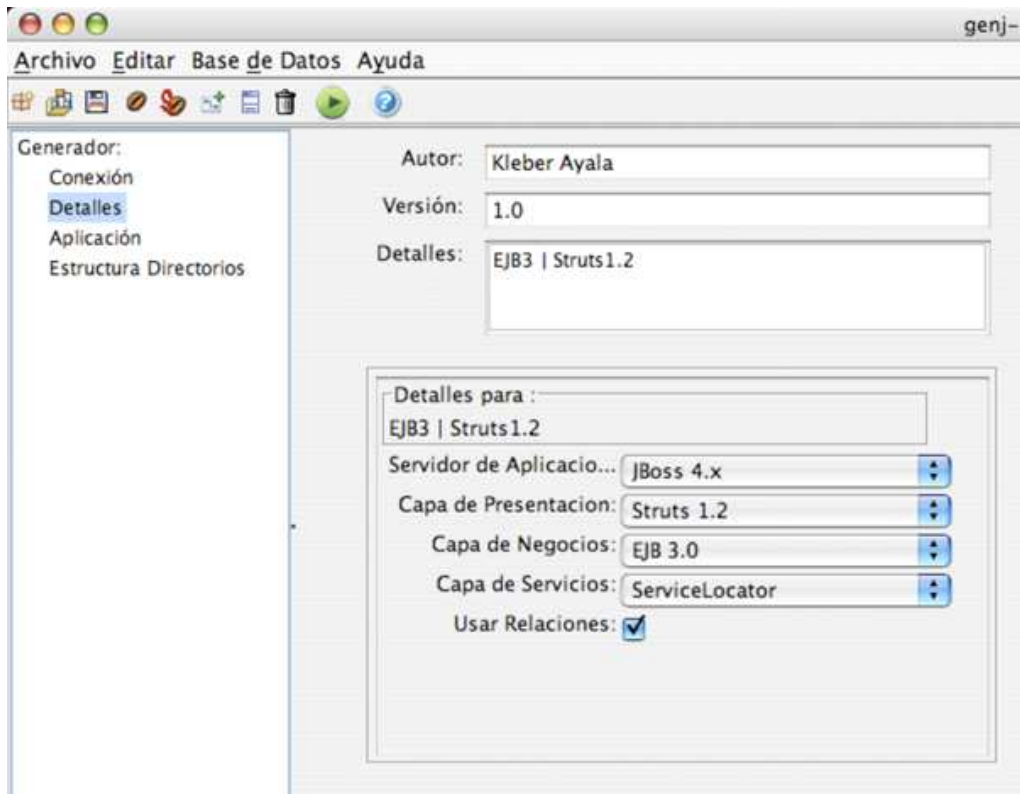 genj-
Archivo Editar Base de Datos Ayuda
Generador:
Conexión
Detalles
Aplicación
Estructura Directorios
Autor: Kleber Ayala
Versión: 1.0
Detalles: EJB3 | Struts1.2
Detalles para :
EJB3 | Struts1.2
Servidor de Aplicacio... JBoss 4.x
Capa de Presentacion: Struts 1.2
Capa de Negocios: EJB 3.0
Capa de Servicios: ServiceLocator
Usar Relaciones: